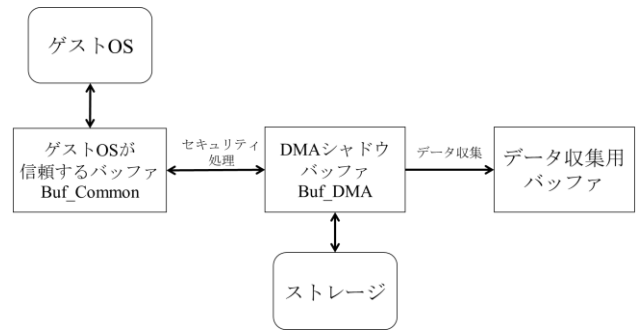 ゲストOS
ゲストOSが
信頼するバッファ
Buf_Common
セキュリティ
処理
DMAシャドウ
バッファ
Buf_DMA
データ収集
データ収集用
バッファ
ストレージ